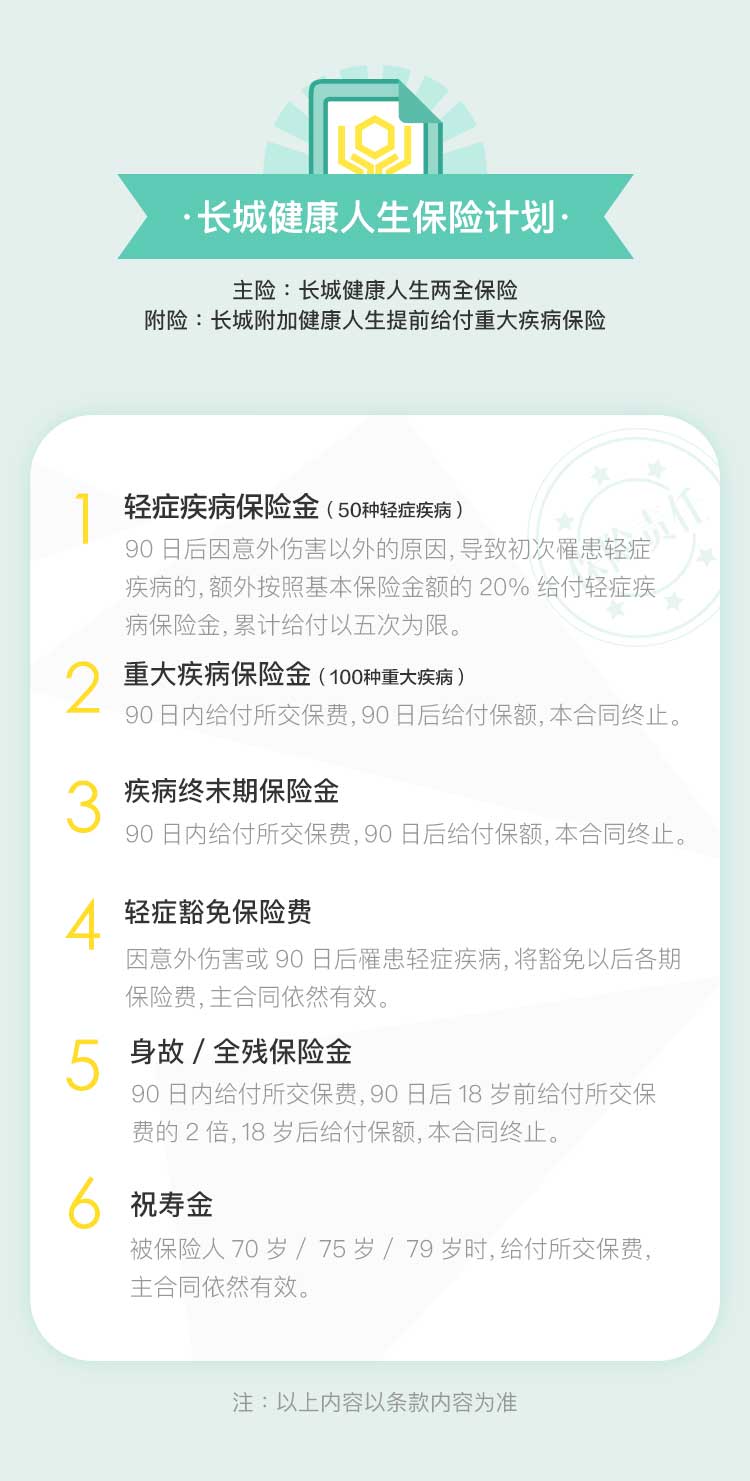 ·长城健康人生保险计划·
主险：长城健康人生两全保险
附险：长城附加健康人生提前给付重大疾病保险
1 轻症疾病保险金（50种轻症疾病）
90 日后因意外伤害以外的原因，导致初次罹患轻症
疾病的，额外按照基本保险金额的 20% 给付轻症疾
病保险金，累计给付以五次为限。
2 重大疾病保险金（100种重大疾病）
90 日内给付所交保费，90 日后给付保额，本合同终止。
3 疾病终末期保险金
90 日内给付所交保费，90 日后给付保额，本合同终止。
4 轻症豁免保险费
因意外伤害或 90 日后罹患轻症疾病，将豁免以后各期
保险费，主合同依然有效。
5 身故 / 全残保险金
90 日内给付所交保费，90 日后 18 岁前给付所交保
费的 2 倍，18 岁后给付保额，本合同终止。
6 祝寿金
被保险人 70 岁 / 75 岁 / 79 岁时，给付所交保费，
主合同依然有效。
保险责任
注：以上内容以条款内容为准